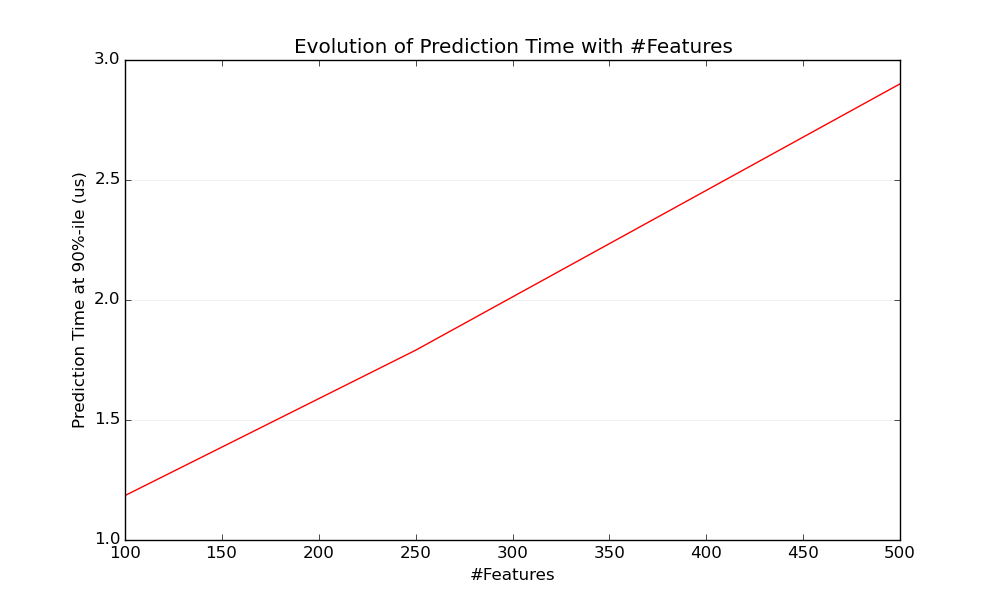 Evolution of Prediction Time with #Features
3.0
2.5
2.0
1.5
1.0
Prediction Time at 90%-ile (us)
100 150 200 250 300 350 400 450 500
#Features